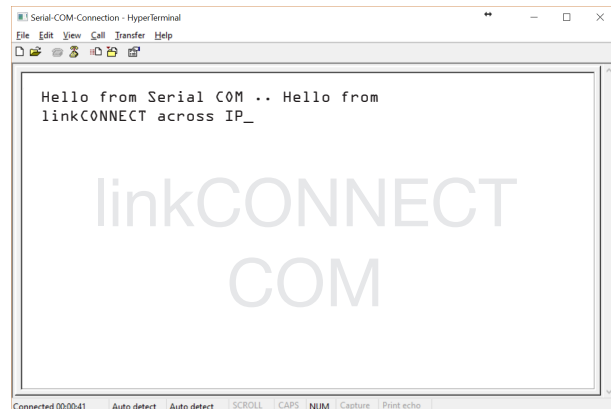 Serial-COM-Connection - HyperTerminal
File Edit View Call Transfer Help
Hello from Serial COM .. Hello from
linkCONNECT across IP_
linkCONNECT
COM
Connected 00:00:41 Auto detect Auto detect SCROLL CAPS NUM Capture Print echo